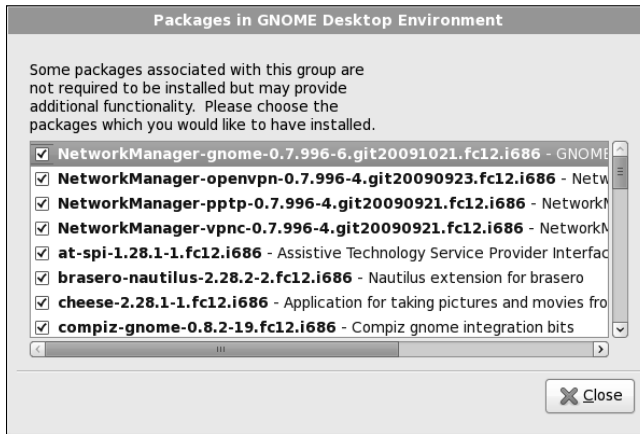 Packages in GNOME Desktop Environment
Some packages associated with this group are
not required to be installed but may provide
additional functionality. Please choose the
packages which you would like to have installed.
NetworkManager-gnome-0.7.996-6.git20091021.fc12.i686 - GNOME
NetworkManager-openvpn-0.7.996-4.git20090923.fc12.i686 - Netw
NetworkManager-pptp-0.7.996-4.git20090921.fc12.i686 - Network
NetworkManager-vpnc-0.7.996-4.git20090921.fc12.i686 - Network
at-spi-1.28.1-1.fc12.i686 - Assistive Technology Service Provider Interfac
brasero-nautilus-2.28.2-2.fc12.i686 - Nautilus extension for brasero
cheese-2.28.1-1.fc12.i686 - Application for taking pictures and movies fro
compiz-gnome-0.8.2-19.fc12.i686 - Compiz gnome integration bits
Close